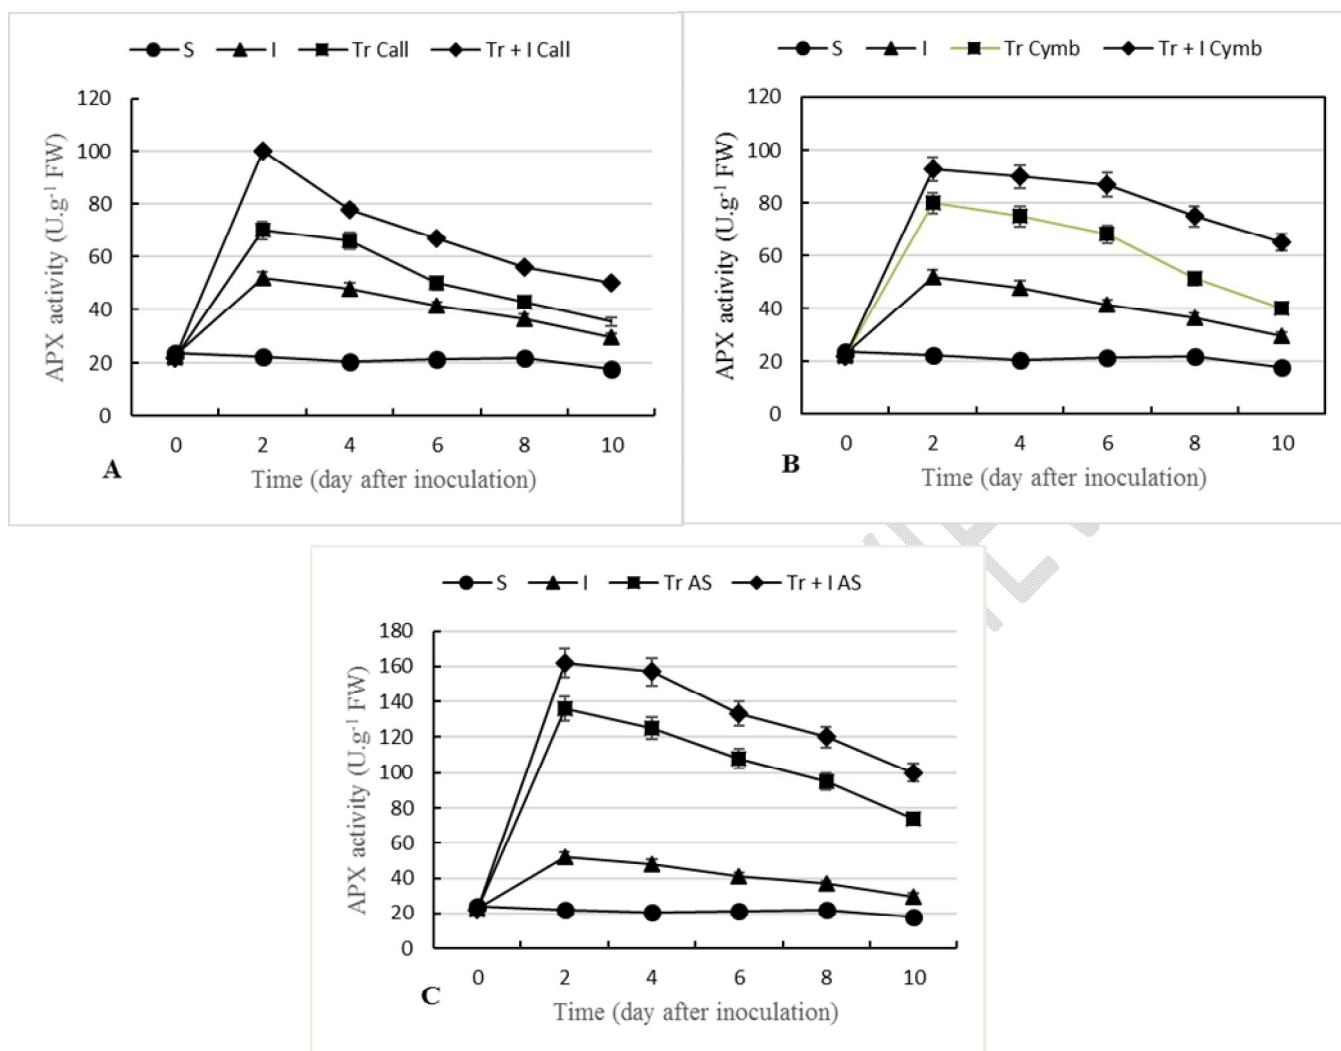 S I Tr Call Tr + I Call
120
100
80
60
40
20
0
APX activity (U.g⁻¹ FW)
0 2 4 6 8 10
A
Time (day after inoculation)
S I Tr Cymb Tr + I Cymb
120
100
80
60
40
20
0
APX activity (U.g⁻¹ FW)
0 2 4 6 8 10
B
Time (day after inoculation)
S I Tr AS Tr + I AS
180
160
140
120
100
80
60
40
20
0
APX activity (U.g⁻¹ FW)
0 2 4 6 8 10
C
Time (day after inoculation)